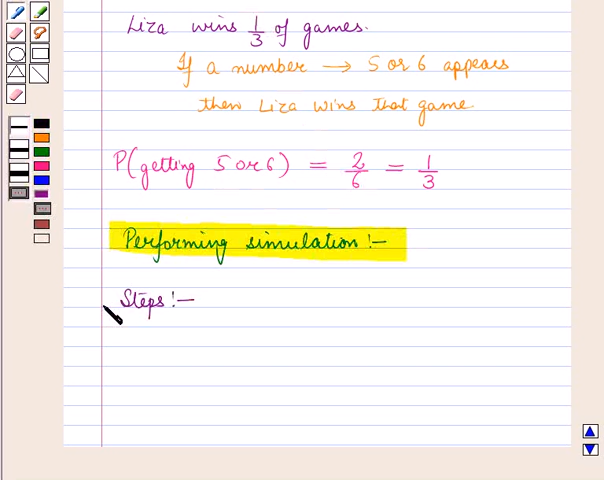 Liza wins 1/3 of games.
If a number → 5 or 6 appears
then Liza wins that game
P(getting 5 or 6) = 2/6 = 1/3
Performing simulation :-
Steps :-